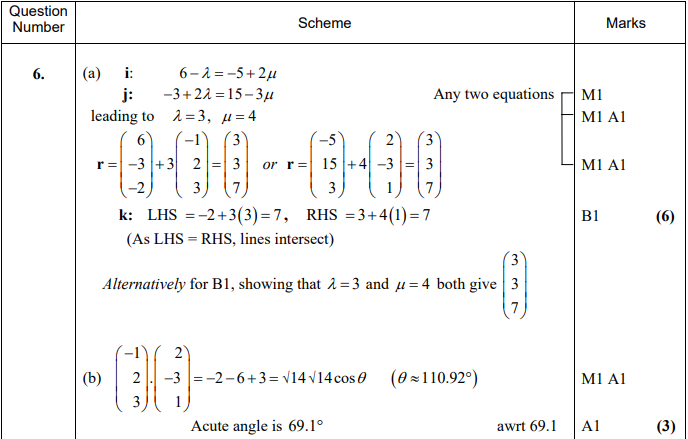 Question Number Scheme Marks
6. (a) i: 6 − λ = −5 + 2μ
j: −3 + 2λ = 15 − 3μ Any two equations M1
leading to λ = 3, μ = 4 M1 A1
r = (6 −3 −2) + 3(−1 2 3) = (3 3 7) or r = (−5 15 3) + 4(2 −3 1) = (3 3 7) M1 A1
k: LHS = −2 + 3(3) = 7, RHS = 3 + 4(1) = 7 B1 (6)
(As LHS = RHS, lines intersect)
Alternatively for B1, showing that λ = 3 and μ = 4 both give (3 3 7)
(b) (−1 2 3).(2 −3 1) = −2 − 6 + 3 = √14 √14 cos θ (θ ≈ 110.92°) M1 A1
Acute angle is 69.1° awrt 69.1 A1 (3)